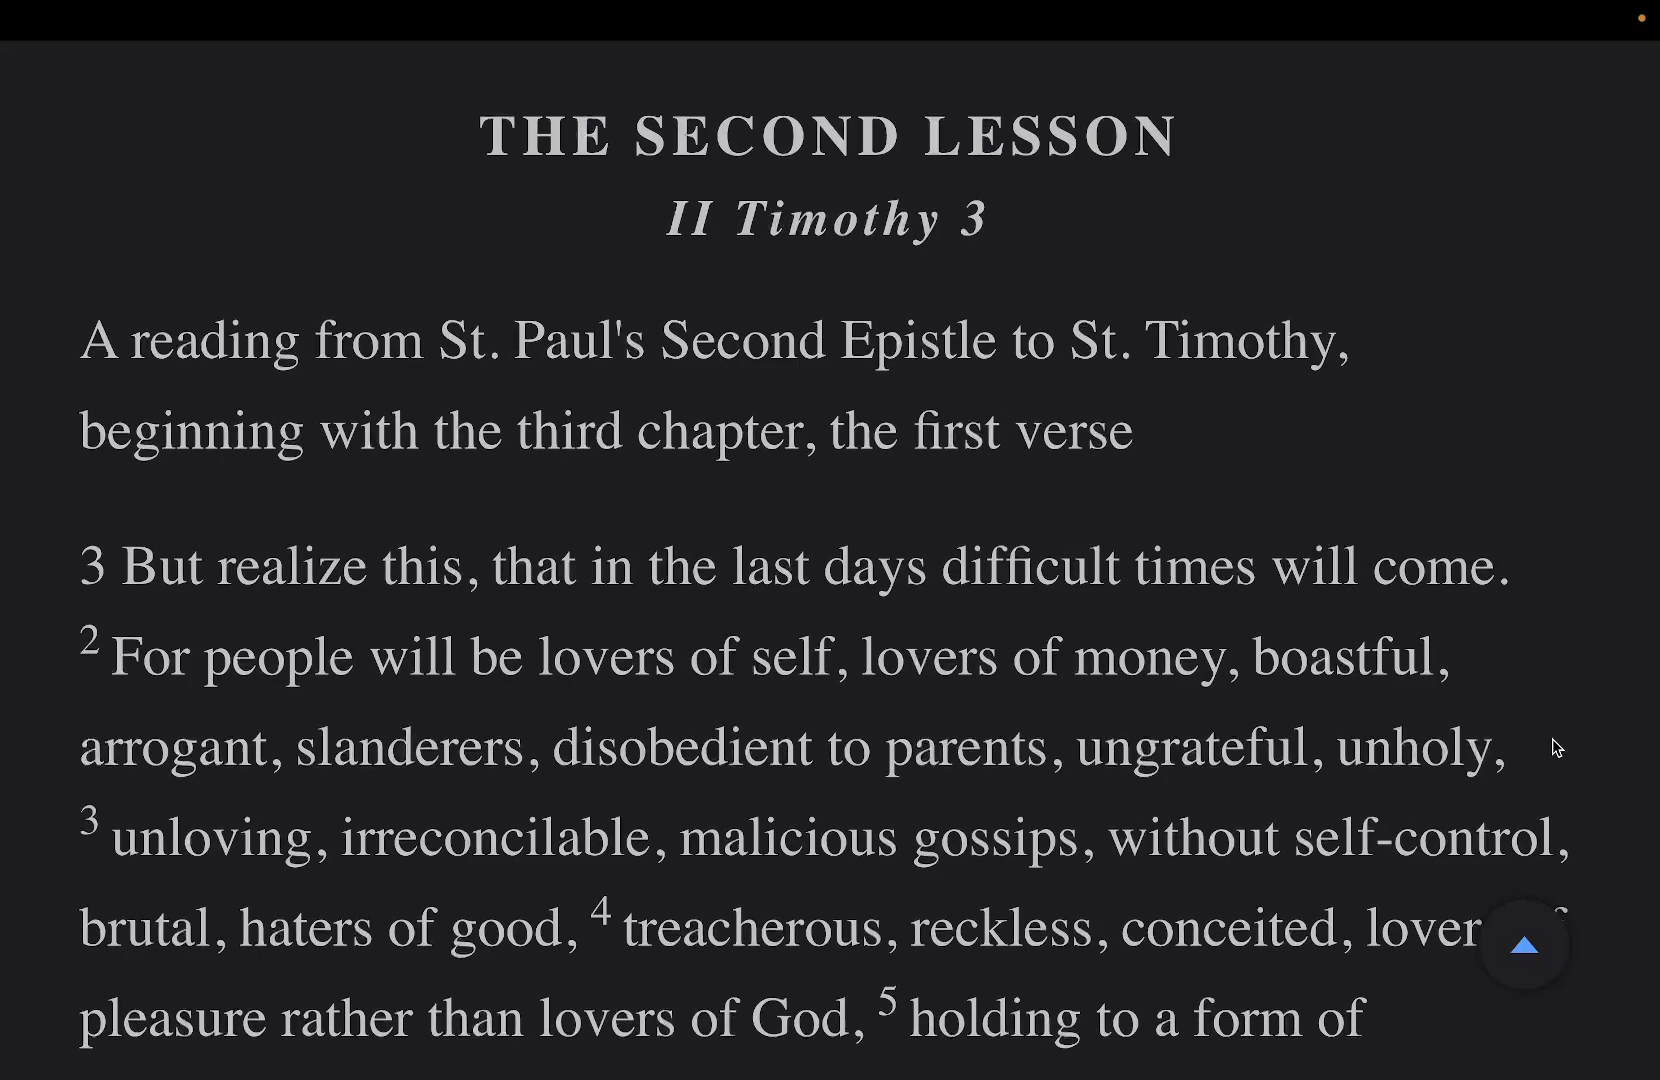 THE SECOND LESSON
II Timothy 3
A reading from St. Paul's Second Epistle to St. Timothy,
beginning with the third chapter, the first verse
3 But realize this, that in the last days difficult times will come.
2 For people will be lovers of self, lovers of money, boastful,
arrogant, slanderers, disobedient to parents, ungrateful, unholy,
3 unloving, irreconcilable, malicious gossips, without self-control,
brutal, haters of good, 4 treacherous, reckless, conceited,
pleasure rather than lovers of God, 5 holding to a form of